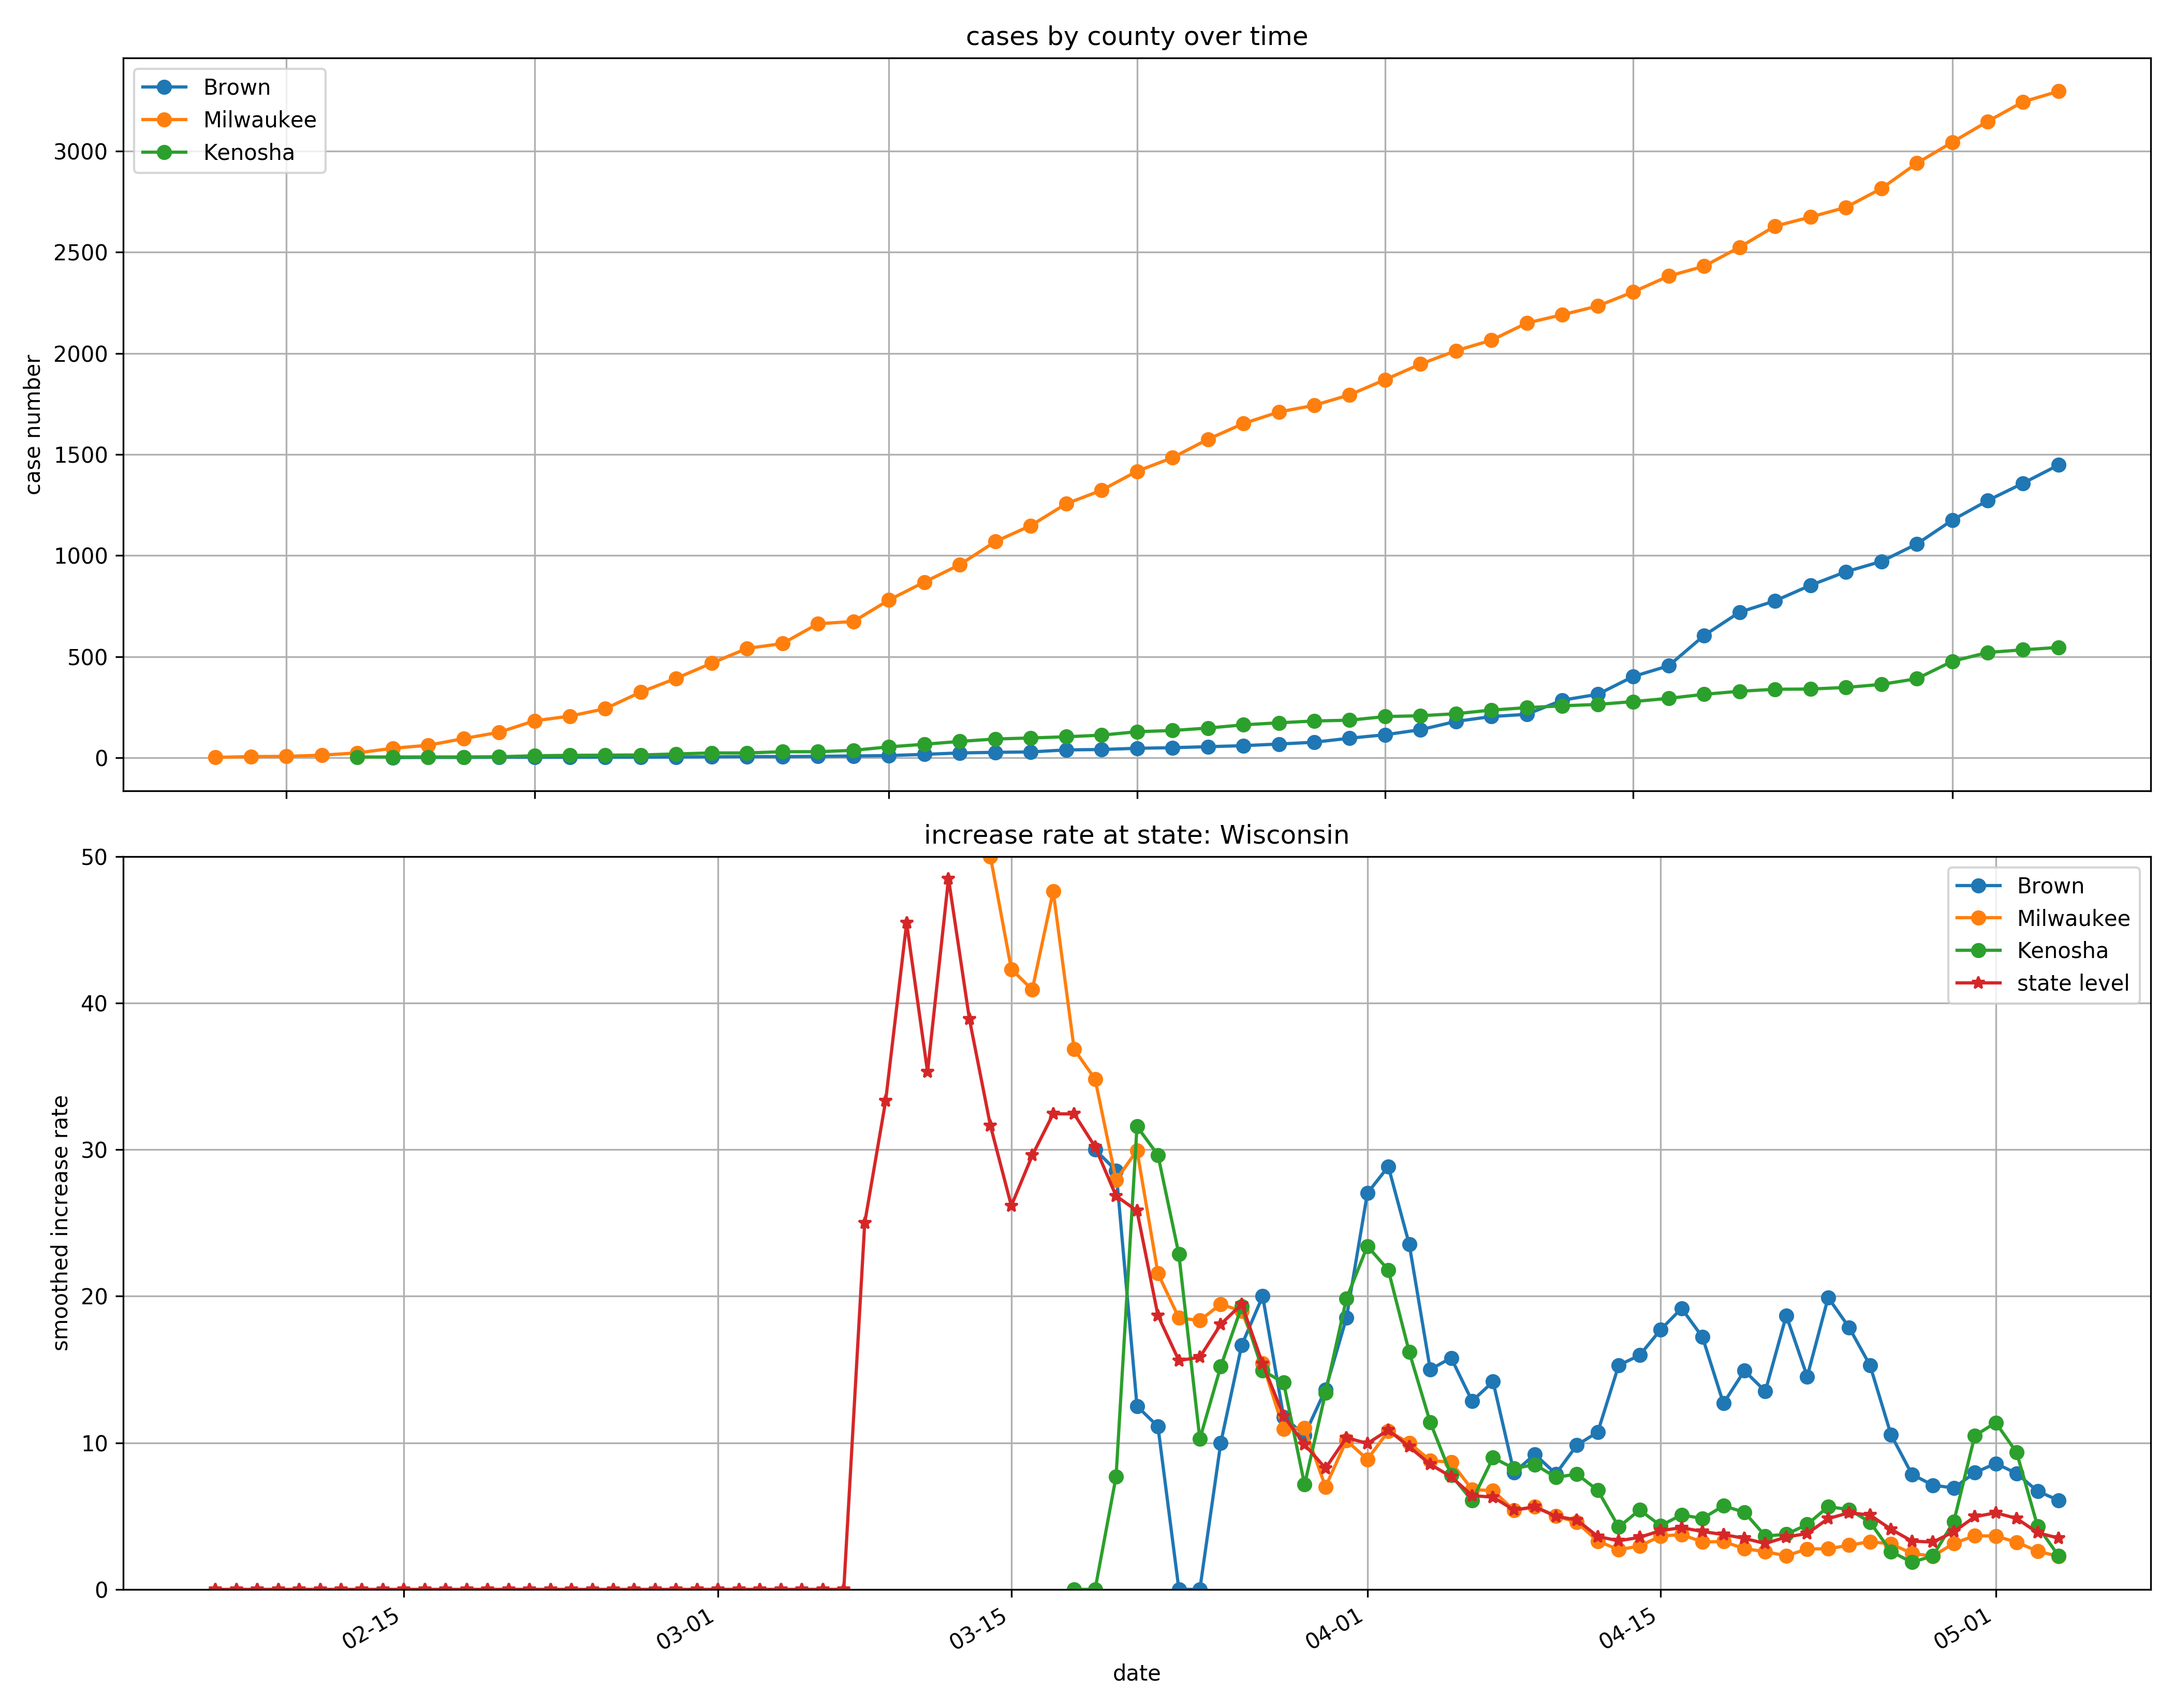 cases by county over time
Brown
Milwaukee
Kenosha
3000
2500
2000
1500
1000
500
0
case number
increase rate at state: Wisconsin
Brown
Milwaukee
Kenosha
state level
50
40
30
20
10
0
smoothed increase rate
02-15
03-01
03-15
04-01
04-15
05-01
date